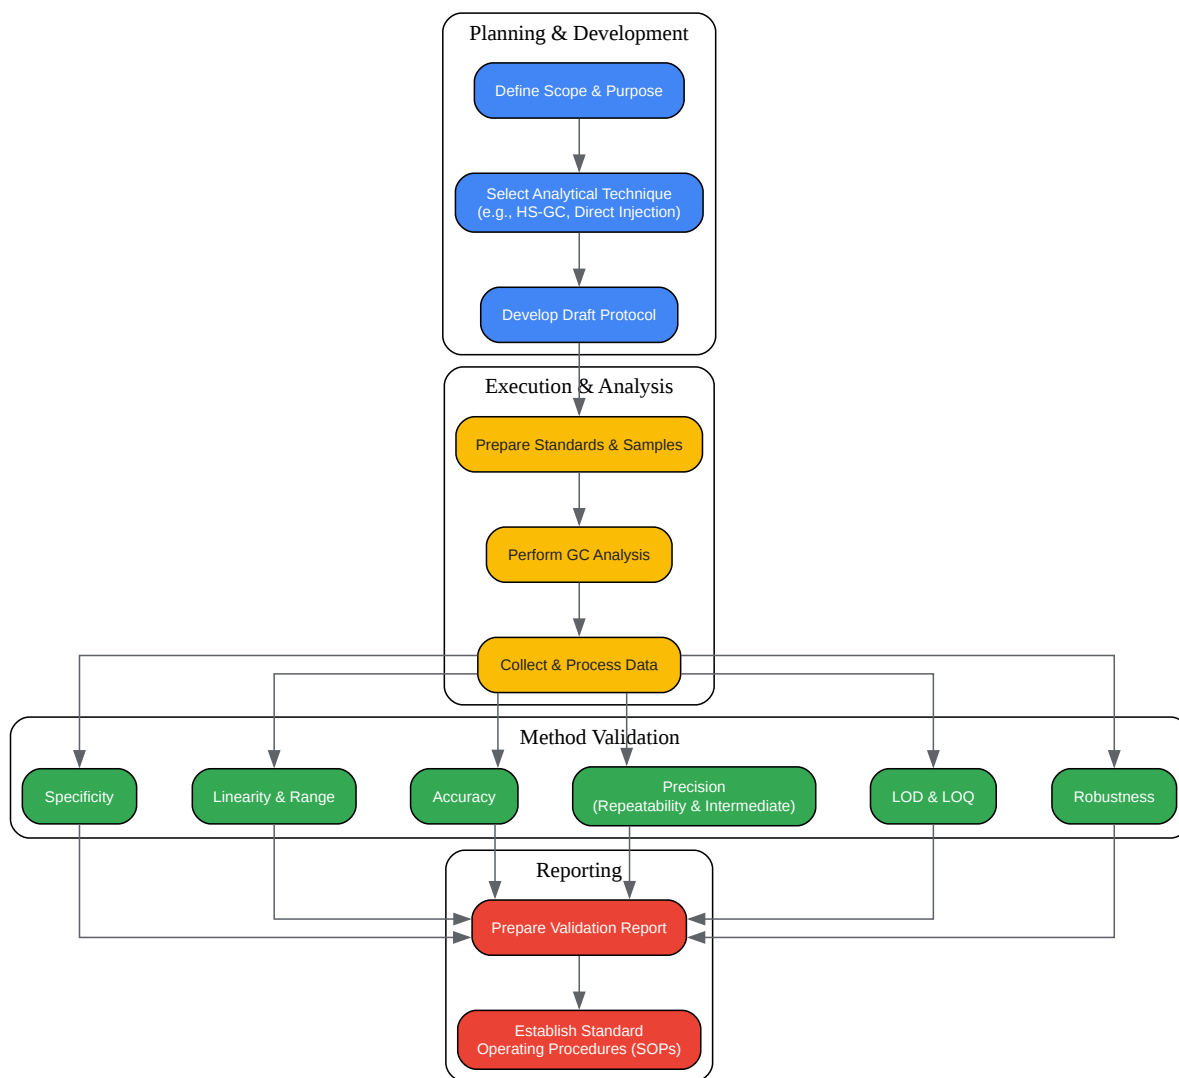 Planning & Development
Define Scope & Purpose
Select Analytical Technique
(e.g., HS-GC, Direct Injection)
Develop Draft Protocol
Execution & Analysis
Prepare Standards & Samples
Perform GC Analysis
Collect & Process Data
Method Validation
Specificity
Linearity & Range
Accuracy
Precision
(Repeatability & Intermediate)
LOD & LOQ
Robustness
Reporting
Prepare Validation Report
Establish Standard
Operating Procedures (SOPs)